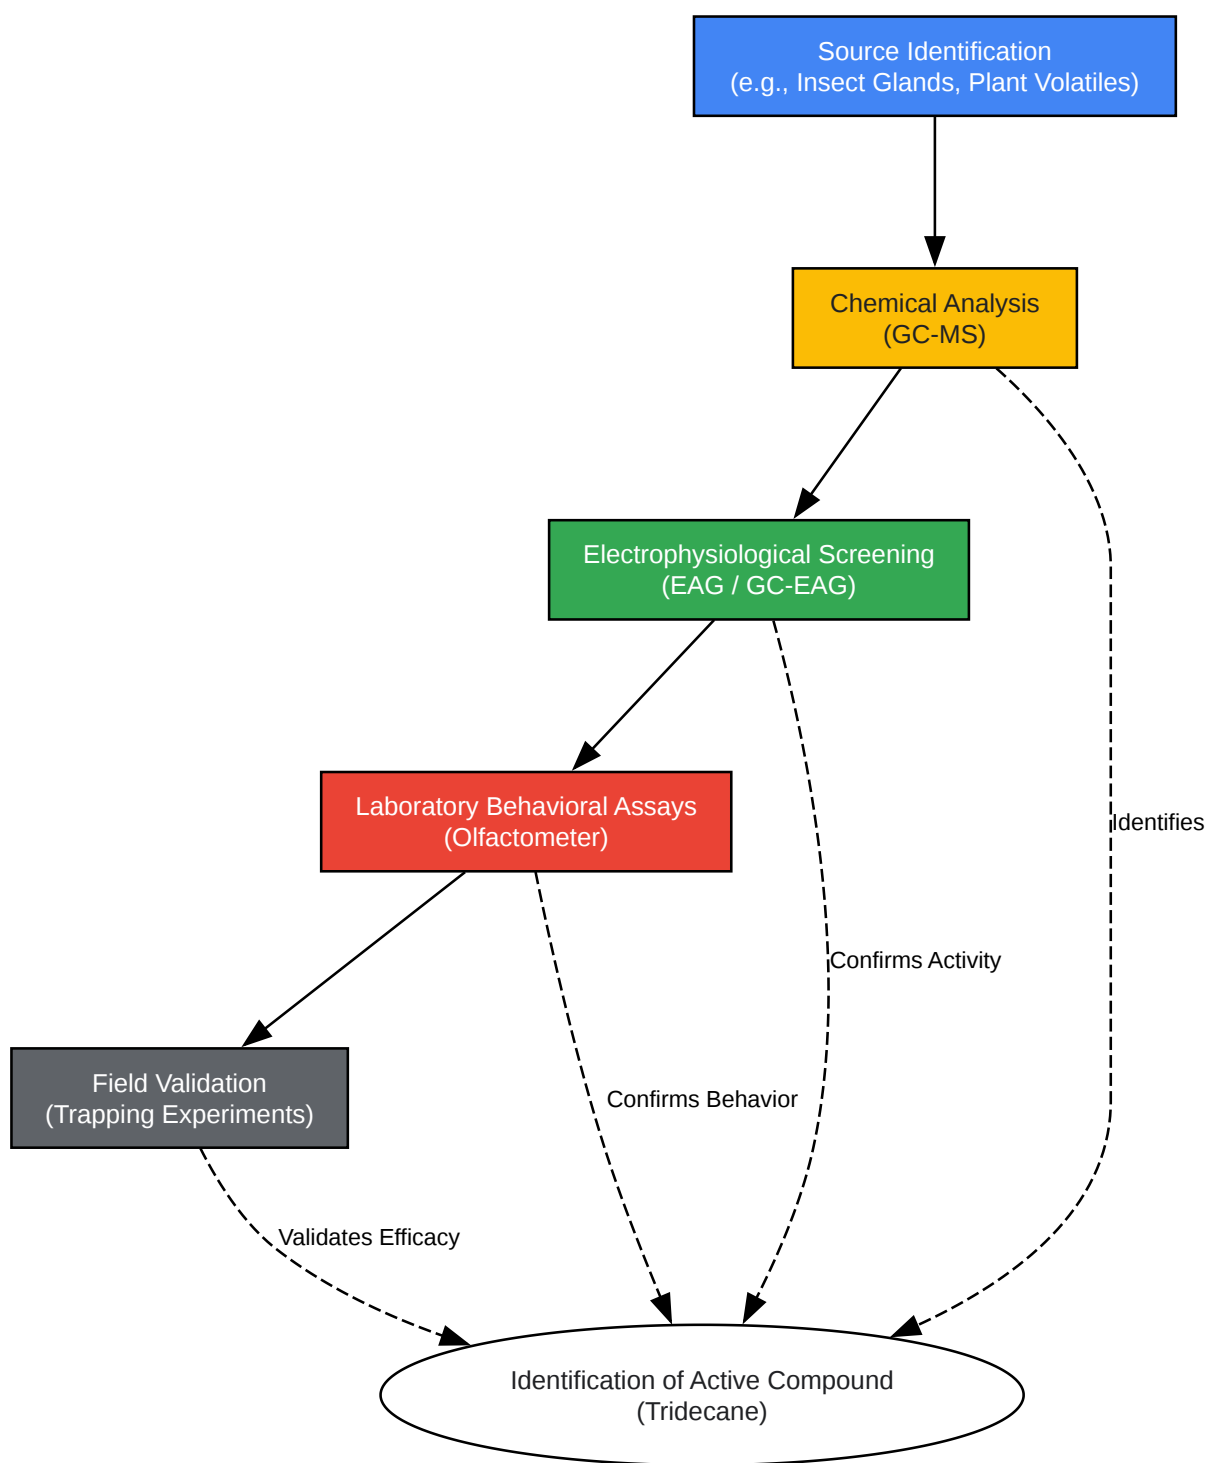 Source Identification
(e.g., Insect Glands, Plant Volatiles)
Chemical Analysis
(GC-MS)
Electrophysiological Screening
(EAG / GC-EAG)
Laboratory Behavioral Assays
(Olfactometer)
Identifies
Confirms Activity
Field Validation
(Trapping Experiments)
Confirms Behavior
Validates Efficacy
Identification of Active Compound
(Tridecane)